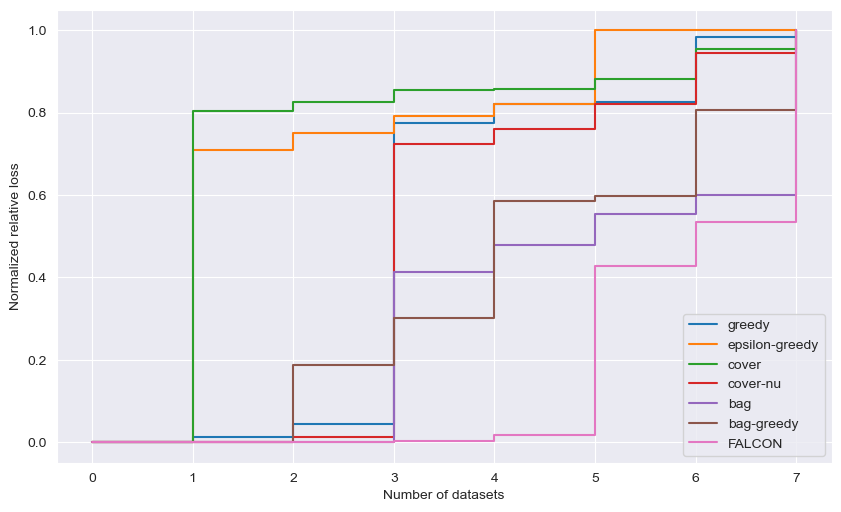 1.0
0.8
0.6
0.4
0.2
0.0
Normalized relative loss
0 1 2 3 4 5 6 7
Number of datasets
greedy
epsilon-greedy
cover
cover-nu
bag
bag-greedy
FALCON